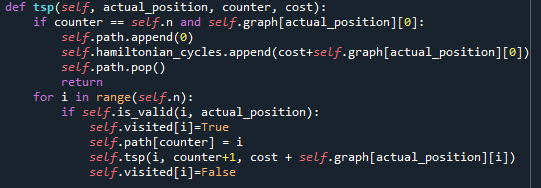 def tsp(self, actual_position, counter, cost):
    if counter == self.n and self.graph[actual_position][0]:
        self.path.append(0)
        self.hamiltonian_cycles.append(cost+self.graph[actual_position][0])
        self.path.pop()
        return
    for i in range(self.n):
        if self.is_valid(i, actual_position):
            self.visited[i]=True
            self.path[counter] = i
            self.tsp(i, counter+1, cost + self.graph[actual_position][i])
            self.visited[i]=False